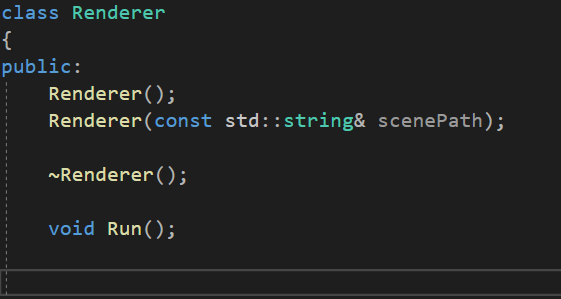 class Renderer
{
public:
    Renderer();
    Renderer(const std::string& scenePath);
    ~Renderer();
    void Run();